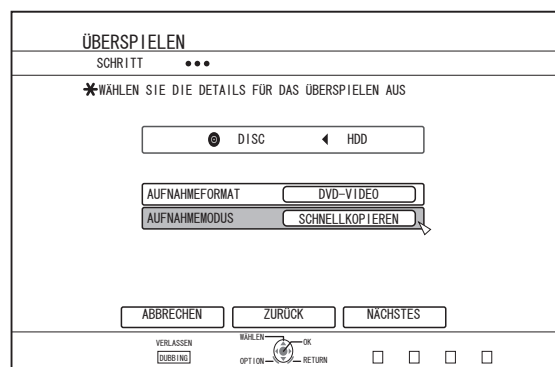 ÜBERSPIELEN
SCHRITT
WÄHLEN SIE DIE DETAILS FÜR DAS ÜBERSPIELEN AUS
DISC HDD
AUFNAHMEFORMAT DVD-VIDEO
AUFNAHMEMODUS SCHNELLKOPIEREN
ABBRECHEN ZURÜCK NÄCHSTES
VERLASSEN WÄHLEN OK
DUBBING OPTION RETURN